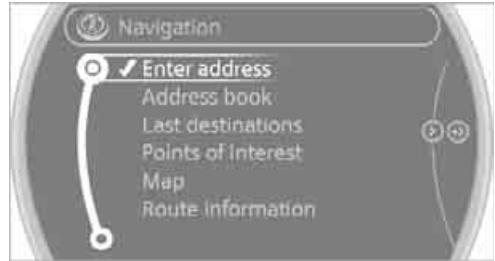 Navigation
Enter address
Address book
Last destinations
Points of Interest
Map
Route information